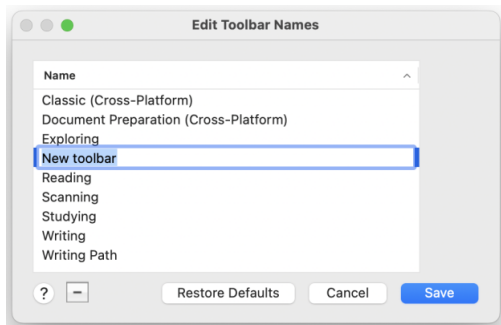 Edit Toolbar Names
Name
Classic (Cross-Platform)
Document Preparation (Cross-Platform)
Exploring
New toolbar
Reading
Scanning
Studying
Writing
Writing Path
? − Restore Defaults Cancel Save